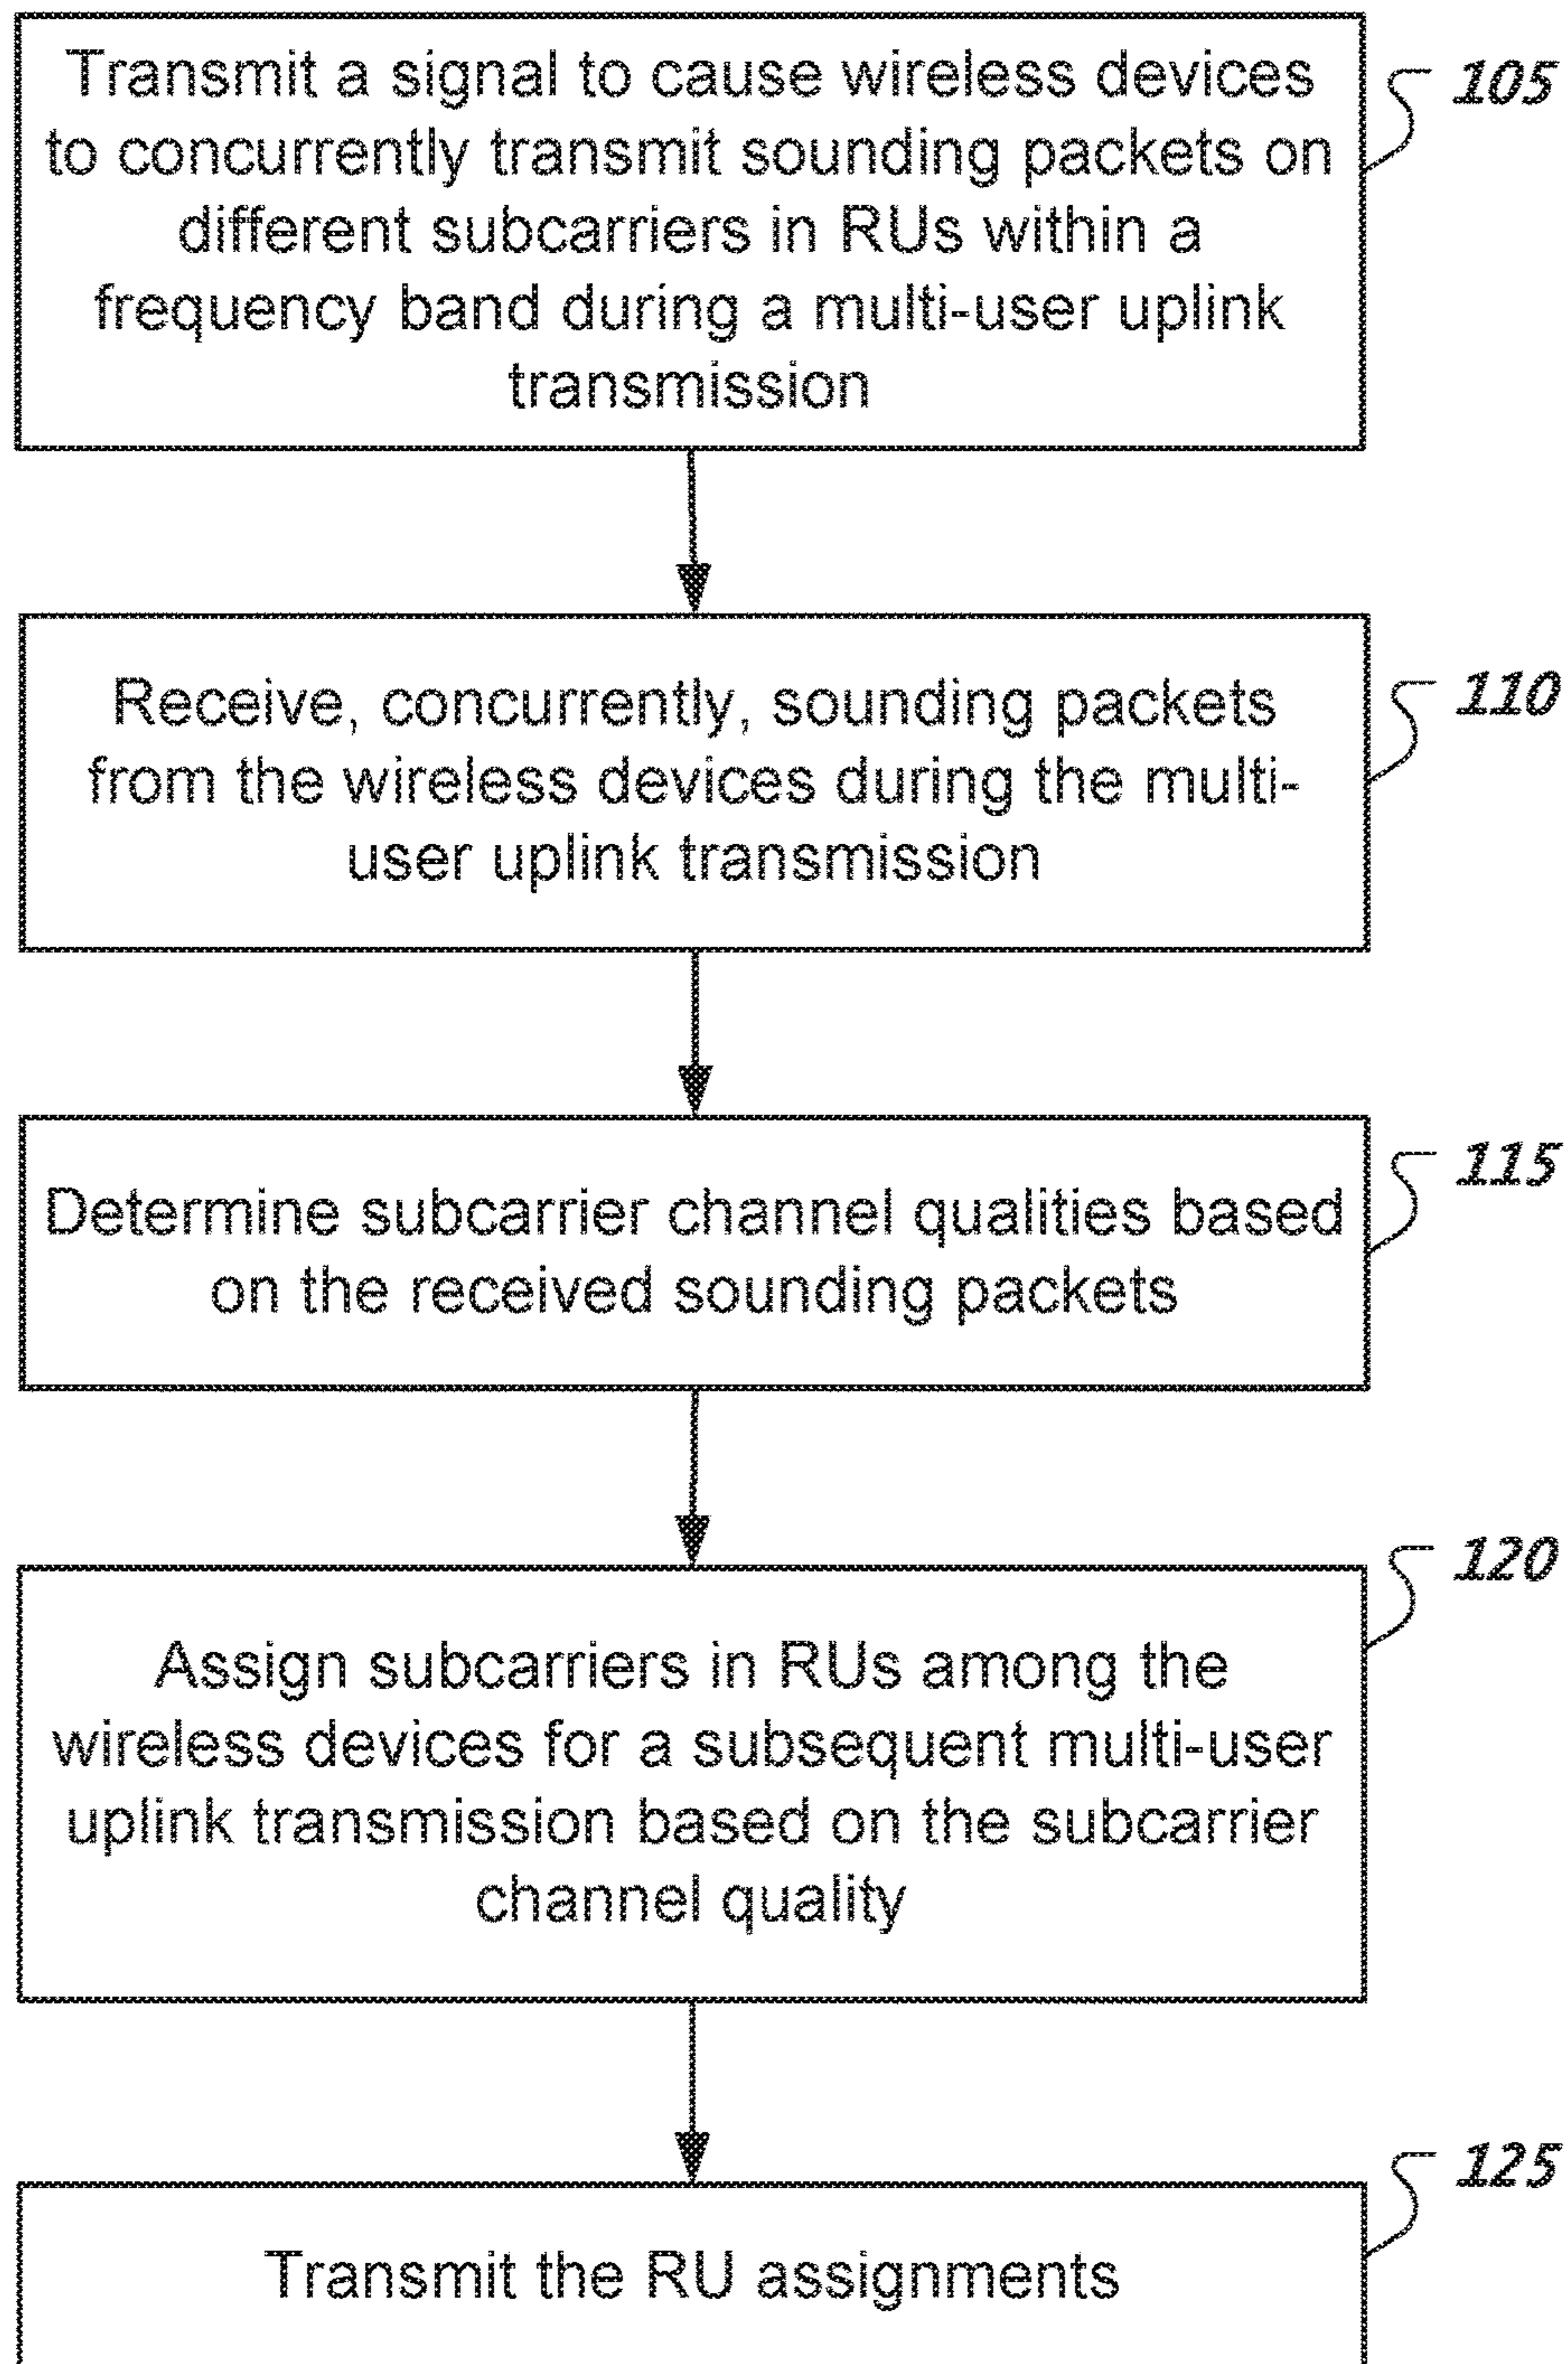 Transmit a signal to cause wireless devices
to concurrently transmit sounding packets on
different subcarriers in RUs within a
frequency band during a multi-user uplink
transmission
105
Receive, concurrently, sounding packets
from the wireless devices during the multi-
user uplink transmission
110
Determine subcarrier channel qualities based
on the received sounding packets
115
Assign subcarriers in RUs among the
wireless devices for a subsequent multi-user
uplink transmission based on the subcarrier
channel quality
120
Transmit the RU assignments
125